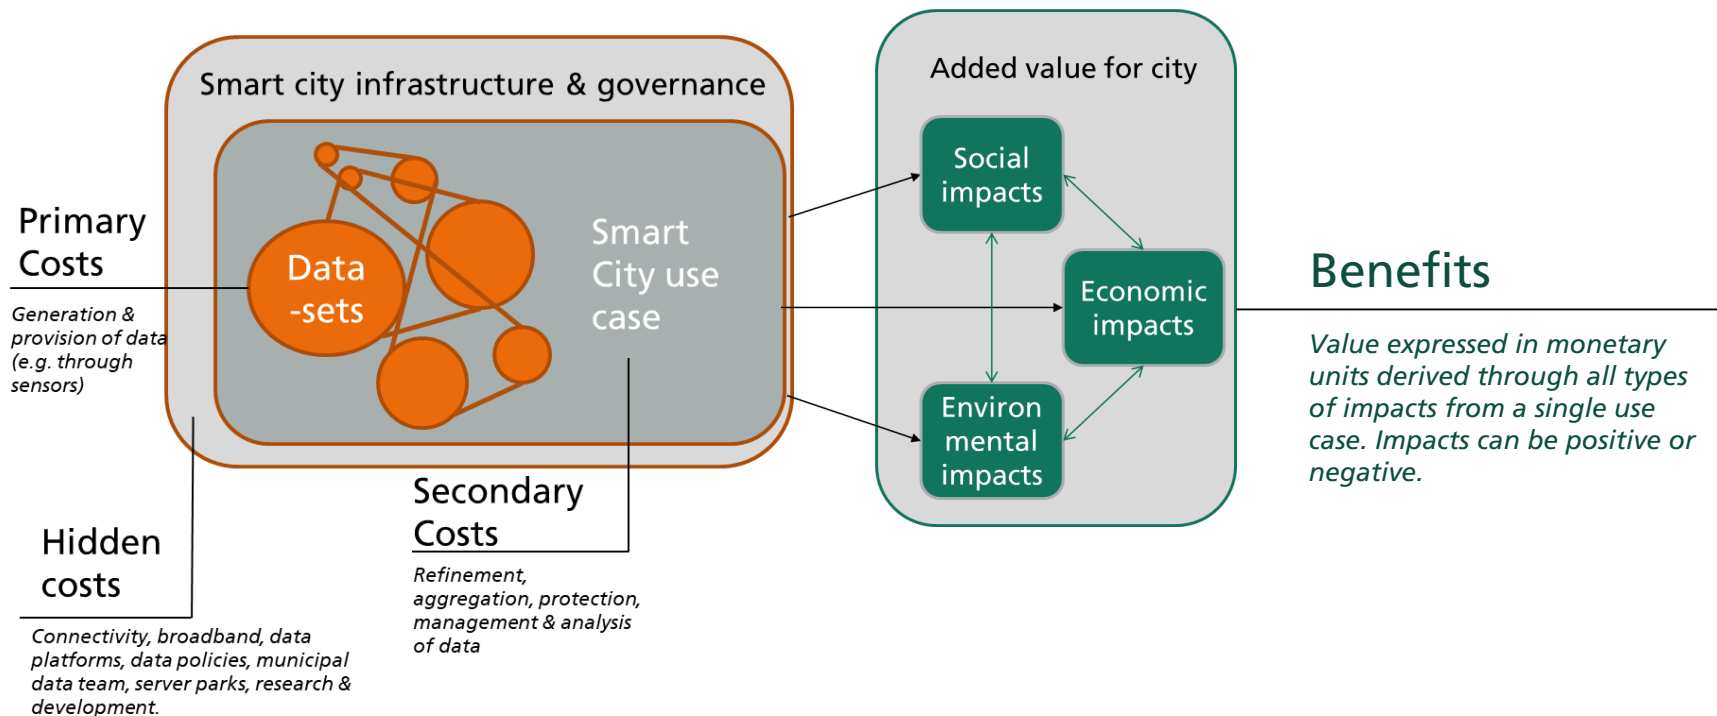 Smart city infrastructure & governance
Added value for city
Primary
Costs
Generation &
provision of data
(e.g. through
sensors)
Data
-sets
Smart
City use
case
Social
impacts
Economic
impacts
Environ
mental
impacts
Benefits
Value expressed in monetary
units derived through all types
of impacts from a single use
case. Impacts can be positive or
negative.
Secondary
Costs
Refinement,
aggregation, protection,
management & analysis
of data
Hidden
costs
Connectivity, broadband, data
platforms, data policies, municipal
data team, server parks, research &
development.